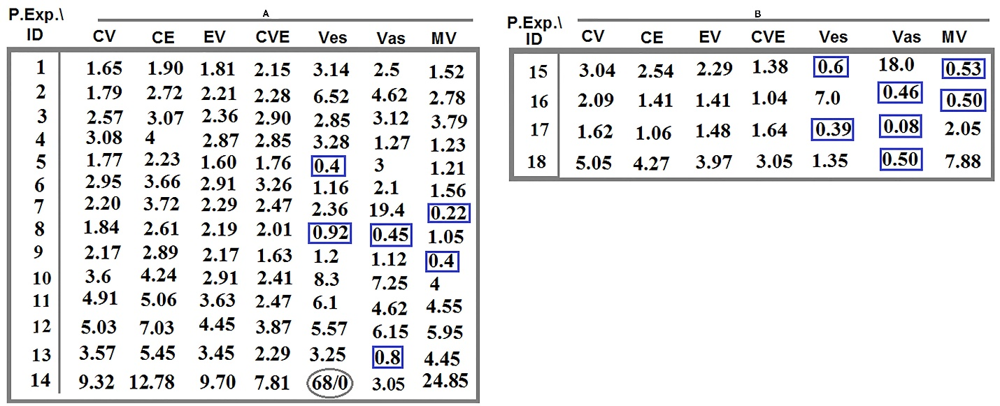 P.Exp.\ A
ID CV CE EV CVE Ves Vas MV
1 1.65 1.90 1.81 2.15 3.14 2.5 1.52
2 1.79 2.72 2.21 2.28 6.52 4.62 2.78
3 2.57 3.07 2.36 2.90 2.85 3.12 3.79
4 3.08 4 2.87 2.85 3.28 1.27 1.23
5 1.77 2.23 1.60 1.76 0.4 3 1.21
6 2.95 3.66 2.91 3.26 1.16 2.1 1.56
7 2.20 3.72 2.29 2.47 2.36 19.4 0.22
8 1.84 2.61 2.19 2.01 0.92 0.45 1.05
9 2.17 2.89 2.17 1.63 1.2 1.12 0.4
10 3.6 4.24 2.91 2.41 8.3 7.25 4
11 4.91 5.06 3.63 2.47 6.1 4.62 4.55
12 5.03 7.03 4.45 3.87 5.57 6.15 5.95
13 3.57 5.45 3.45 2.29 3.25 0.8 4.45
14 9.32 12.78 9.70 7.81 68/0 3.05 24.85
P.Exp.\ B
ID CV CE EV CVE Ves Vas MV
15 3.04 2.54 2.29 1.38 0.6 18.0 0.53
16 2.09 1.41 1.41 1.04 7.0 0.46 0.50
17 1.62 1.06 1.48 1.64 0.39 0.08 2.05
18 5.05 4.27 3.97 3.05 1.35 0.50 7.88